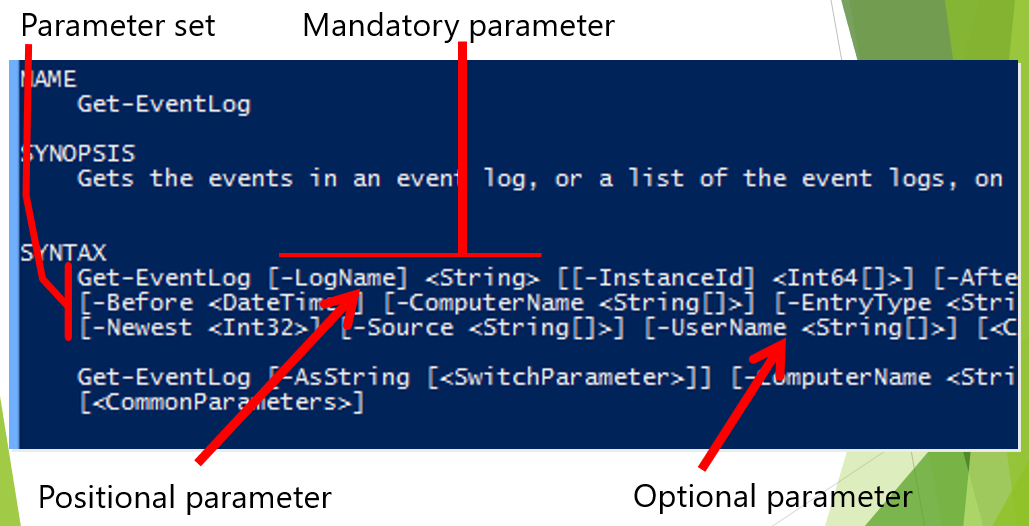 Parameter set Mandatory parameter
NAME
Get-EventLog
SYNOPSIS
Gets the events in an event log, or a list of the event logs, on
SYNTAX
Get-EventLog [-LogName] <String> [[-InstanceId] <Int64[]>] [-Afte
[-Before <DateTime>] [-ComputerName <String[]>] [-EntryType <Stri
[-Newest <Int32>] [-Source <String[]>] [-UserName <String[]>] [<C
Get-EventLog [-AsString [<SwitchParameter>]] [-ComputerName <Stri
[<CommonParameters>]
Positional parameter Optional parameter